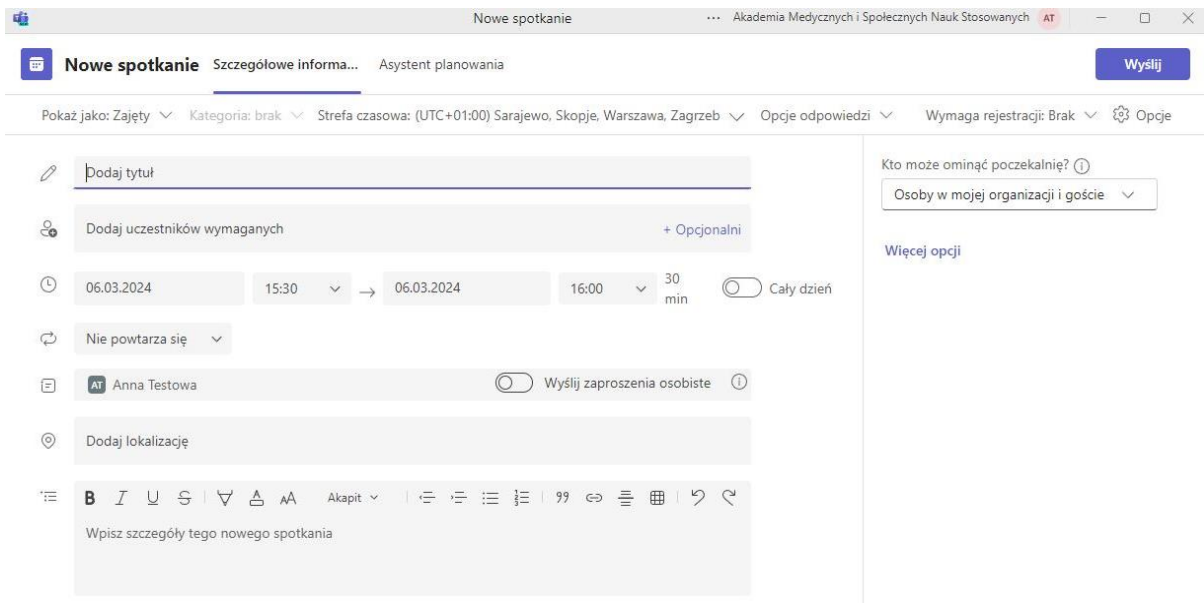 Nowe spotkanie ··· Akademia Medycznych i Społecznych Nauk Stosowanych AT
Nowe spotkanie Szczegółowe informa... Asystent planowania Wyślij
Pokaż jako: Zajęty Kategoria: brak Strefa czasowa: (UTC+01:00) Sarajewo, Skopje, Warszawa, Zagrzeb Opcje odpowiedzi Wymaga rejestracji: Brak Opcje
Dodaj tytuł
Kto może ominąć poczekalnię?
Osoby w mojej organizacji i goście
Dodaj uczestników wymaganych + Opcjonalni
Więcej opcji
06.03.2024 15:30 → 06.03.2024 16:00 30 min Cały dzień
Nie powtarza się
AT Anna Testowa Wyślij zaproszenia osobiste
Dodaj lokalizację
B I U S A AA Akapit 99
Wpisz szczegóły tego nowego spotkania